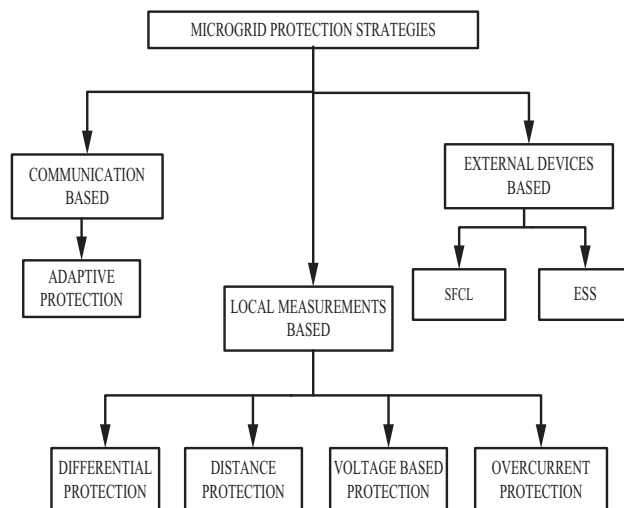 MICROGRID PROTECTION STRATEGIES
COMMUNICATION
BASED
EXTERNAL DEVICES
BASED
ADAPTIVE
PROTECTION
LOCAL MEASUREMENTS
BASED
SFCL
ESS
DIFFERENTIAL
PROTECTION
DISTANCE
PROTECTION
VOLTAGE BASED
PROTECTION
OVERCURRENT
PROTECTION